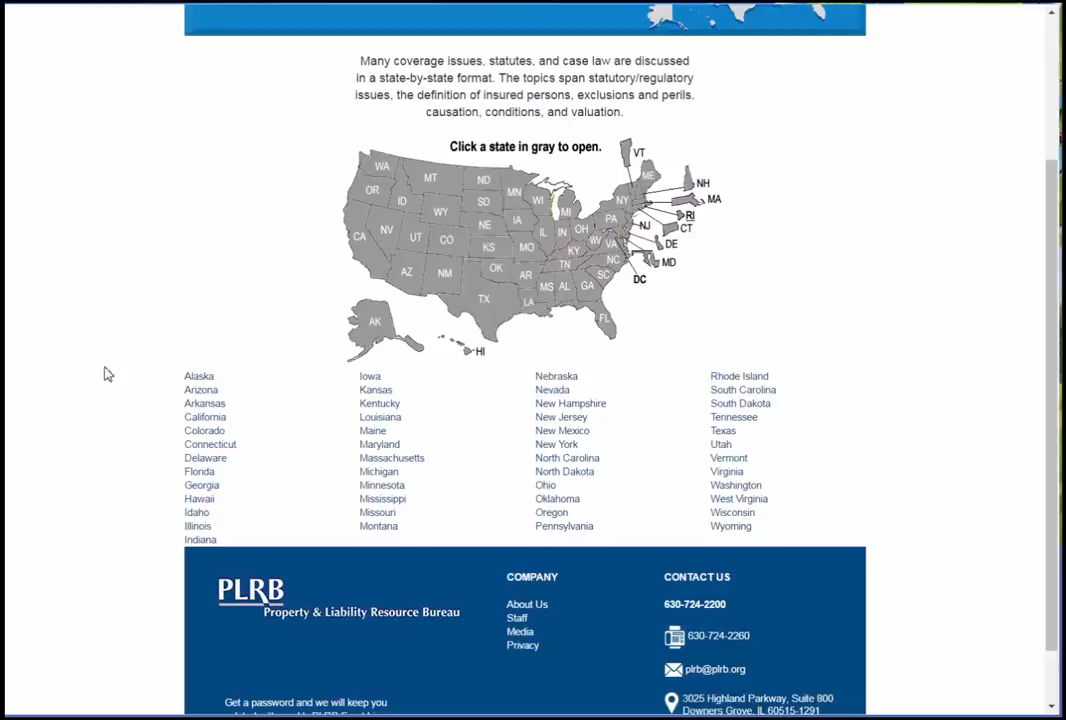 Many coverage issues, statutes, and case law are discussed
in a state-by-state format. The topics span statutory/regulatory
issues, the definition of insured persons, exclusions and perils,
causation, conditions, and valuation.
Click a state in gray to open.
WA
OR
CA
NV
ID
MT
WY
UT
CO
AZ
NM
ND
SD
NE
KS
OK
TX
MN
IA
MO
AR
LA
WI
IL
MI
IN
OH
KY
TN
MS
AL
GA
FL
SC
NC
VA
WV
PA
NY
ME
VT
NH
MA
RI
CT
NJ
DE
MD
DC
AK
HI
Alaska
Arizona
Arkansas
California
Colorado
Connecticut
Delaware
Florida
Georgia
Hawaii
Idaho
Illinois
Indiana
Iowa
Kansas
Kentucky
Louisiana
Maine
Maryland
Massachusetts
Michigan
Minnesota
Mississippi
Missouri
Montana
Nebraska
Nevada
New Hampshire
New Jersey
New Mexico
New York
North Carolina
North Dakota
Ohio
Oklahoma
Oregon
Pennsylvania
Rhode Island
South Carolina
South Dakota
Tennessee
Texas
Utah
Vermont
Virginia
Washington
West Virginia
Wisconsin
Wyoming
PLRB
Property & Liability Resource Bureau
Get a password and we will keep you
COMPANY
About Us
Staff
Media
Privacy
CONTACT US
630-724-2200
630-724-2260
plrb@plrb.org
3025 Highland Parkway, Suite 800
Downers Grove, IL 60515-1291